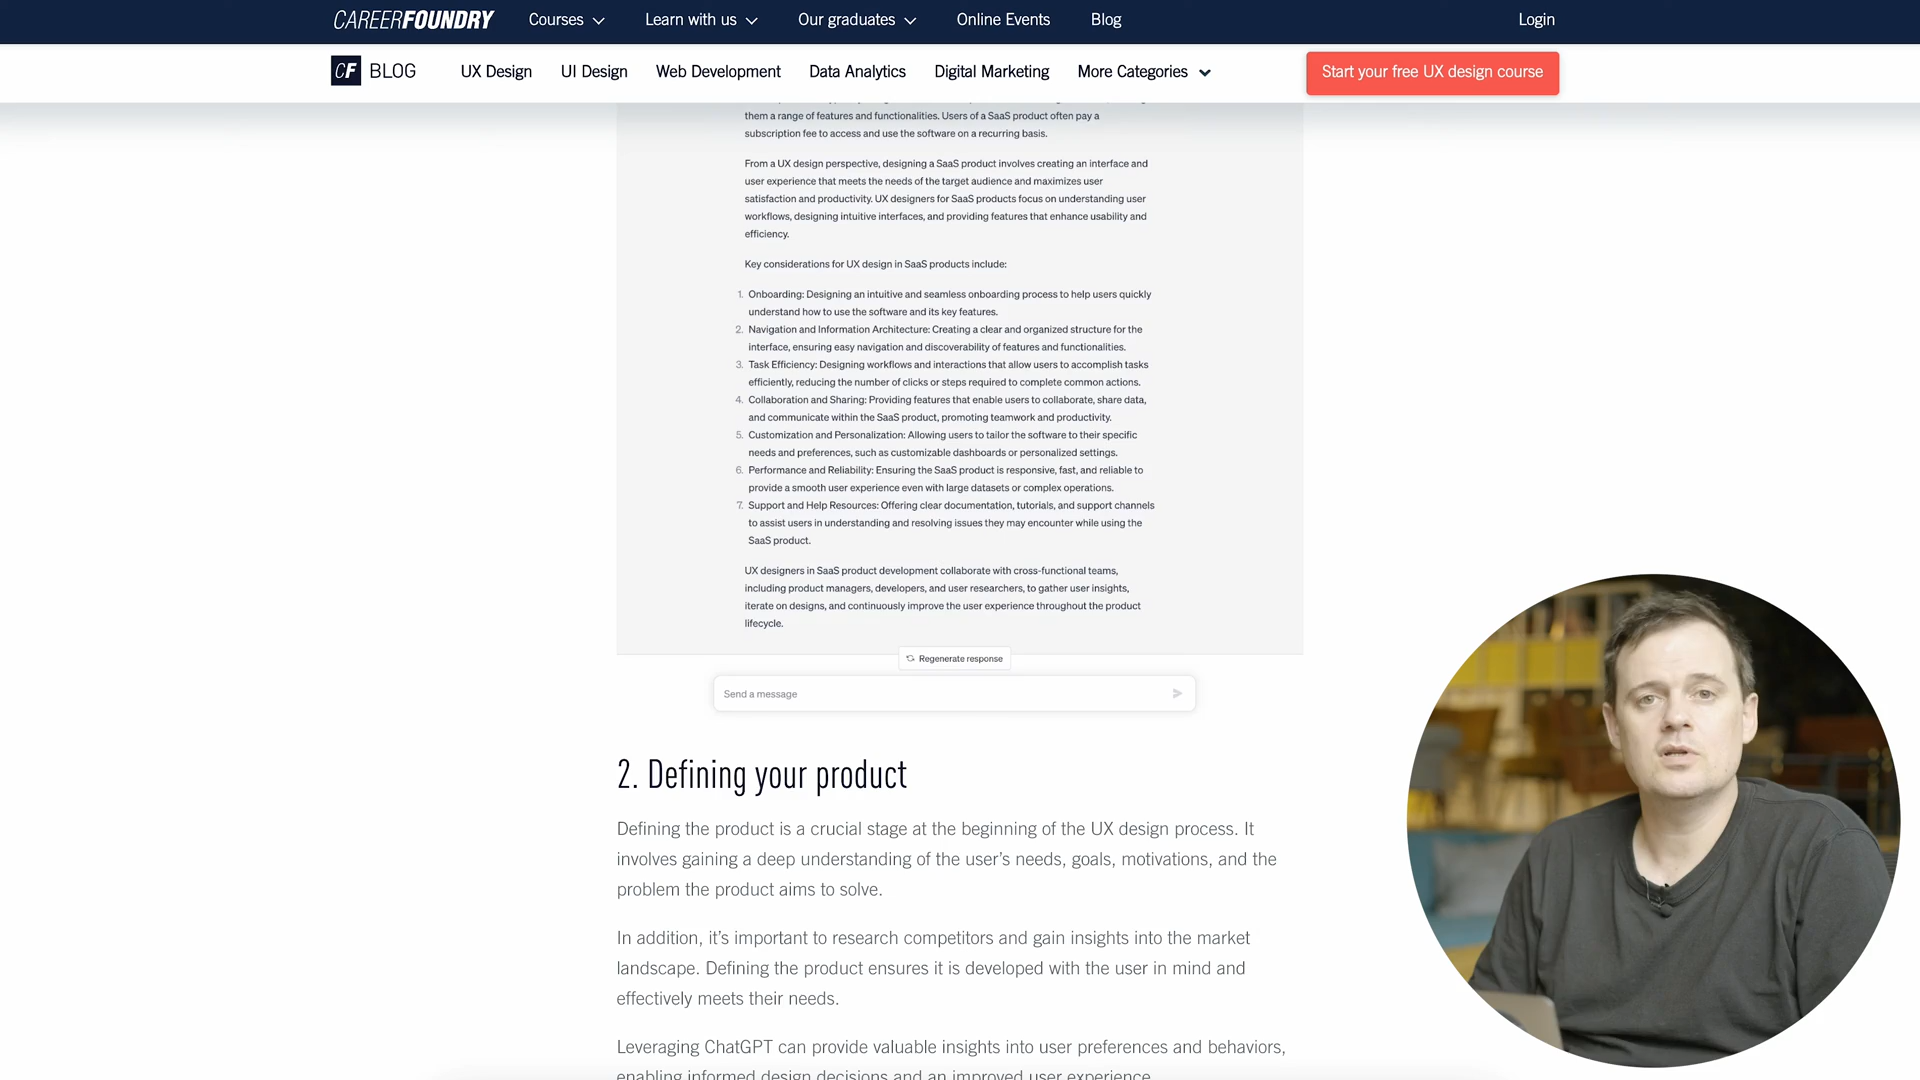 CAREERFOUNDRY
Courses
Learn with us
Our graduates
Online Events
Blog
Login
CF BLOG
UX Design
UI Design
Web Development
Data Analytics
Digital Marketing
More Categories
Start your free UX design course
them a range of features and functionalities. Users of a SaaS product often pay a
subscription fee to access and use the software on a recurring basis.
From a UX design perspective, designing a SaaS product involves creating an interface and
user experience that meets the needs of the target audience and maximizes user
satisfaction and productivity. UX designers for SaaS products focus on understanding user
workflows, designing intuitive interfaces, and providing features that enhance usability and
efficiency.
Key considerations for UX design in SaaS products include:
1. Onboarding: Designing an intuitive and seamless onboarding process to help users quickly
understand how to use the software and its key features.
2. Navigation and Information Architecture: Creating a clear and organized structure for the
interface, ensuring easy navigation and discoverability of features and functionalities.
3. Task Efficiency: Designing workflows and interactions that allow users to accomplish tasks
efficiently, reducing the number of clicks or steps required to complete common actions.
4. Collaboration and Sharing: Providing features that enable users to collaborate, share data,
and communicate within the SaaS product, promoting teamwork and productivity.
5. Customization and Personalization: Allowing users to tailor the software to their specific
needs and preferences, such as customizable dashboards or personalized settings.
6. Performance and Reliability: Ensuring the SaaS product is responsive, fast, and reliable to
provide a smooth user experience even with large datasets or complex operations.
7. Support and Help Resources: Offering clear documentation, tutorials, and support channels
to assist users in understanding and resolving issues they may encounter while using the
SaaS product.
UX designers in SaaS product development collaborate with cross-functional teams,
including product managers, developers, and user researchers, to gather user insights,
iterate on designs, and continuously improve the user experience throughout the product
lifecycle.
Regenerate response
Send a message
2. Defining your product
Defining the product is a crucial stage at the beginning of the UX design process. It
involves gaining a deep understanding of the user's needs, goals, motivations, and the
problem the product aims to solve.
In addition, it's important to research competitors and gain insights into the market
landscape. Defining the product ensures it is developed with the user in mind and
effectively meets their needs.
Leveraging ChatGPT can provide valuable insights into user preferences and behaviors,
enabling informed design decisions and an improved user experience.